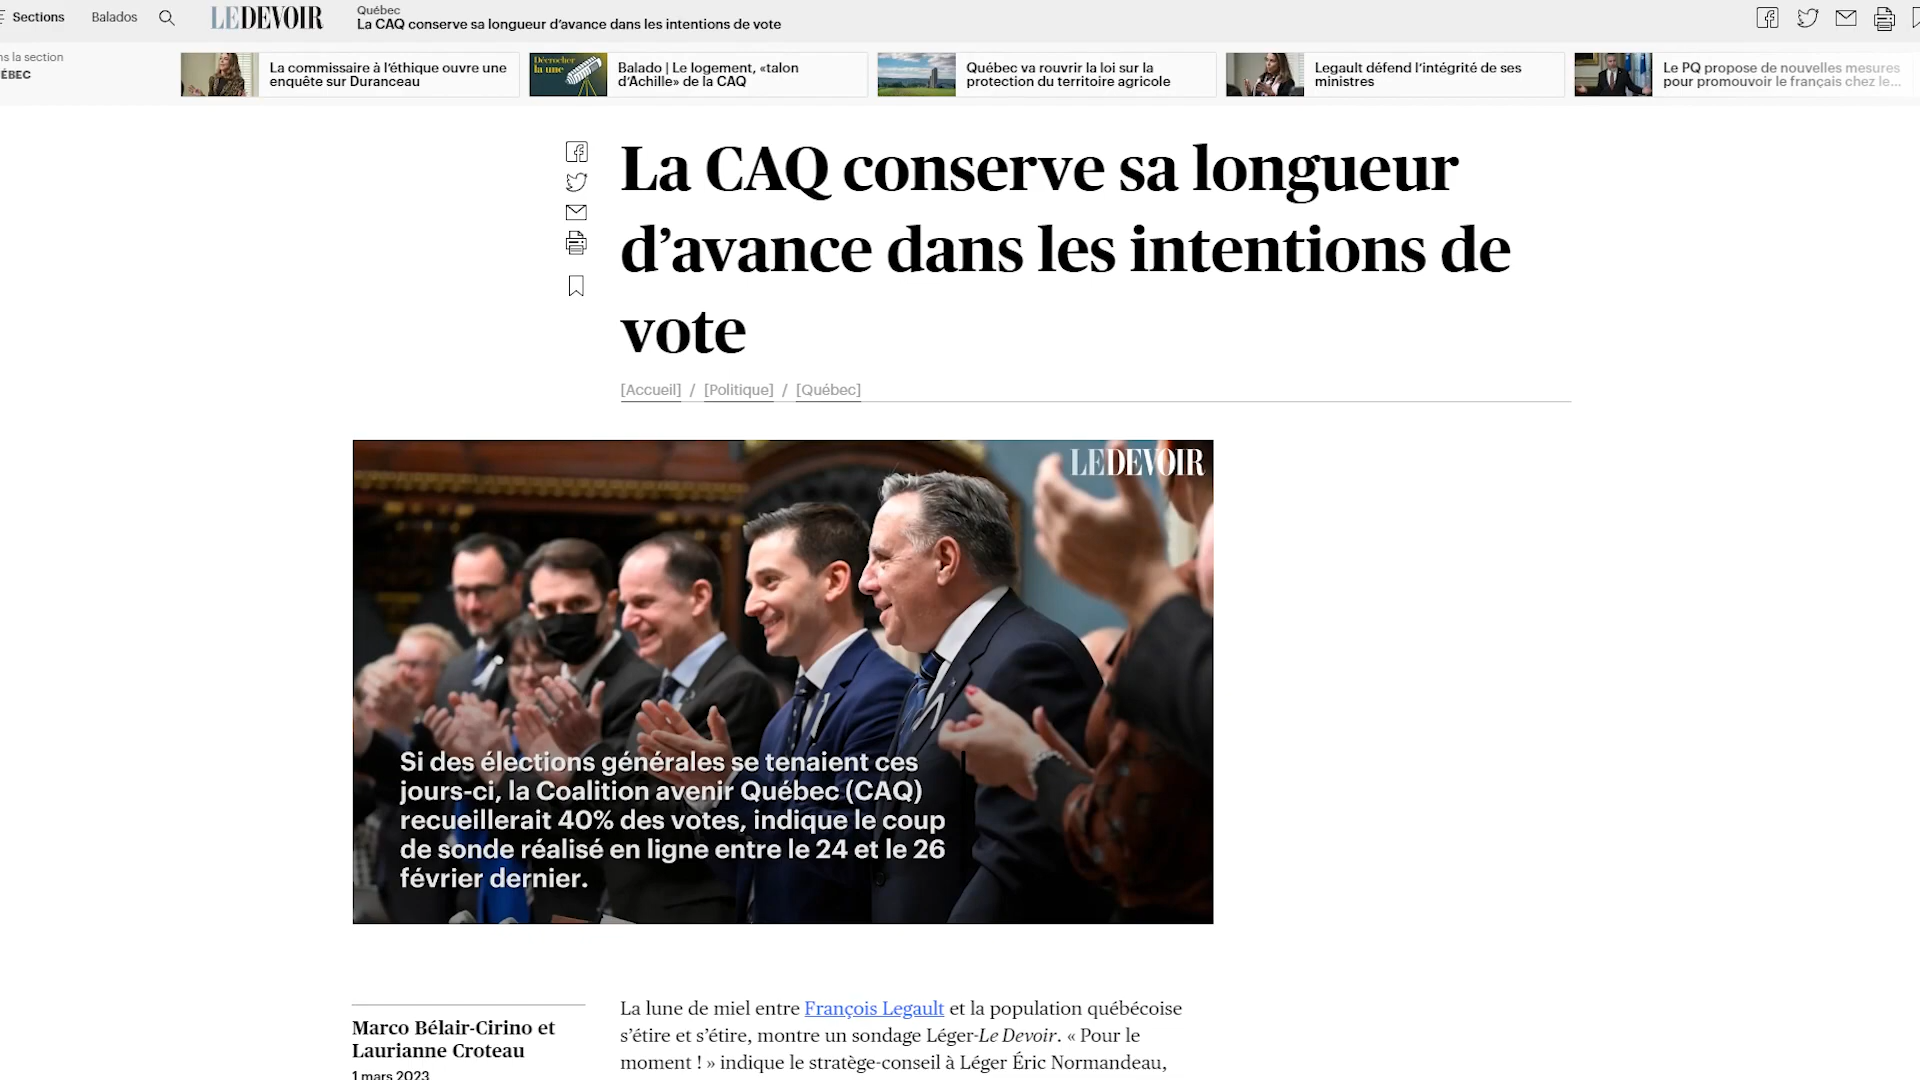 Sections
Balados
LE DEVOIR
Québec
La CAQ conserve sa longueur d’avance dans les intentions de vote
la section
ÉBEC
La commissaire à l’éthique ouvre une
enquête sur Duranceau
Décrocher
la une
Balado | Le logement, «talon
d’Achille» de la CAQ
Québec va rouvrir la loi sur la
protection du territoire agricole
Legault défend l’intégrité de ses
ministres
Le PQ propose de nouvelles mesures
pour promouvoir le français chez le...
La CAQ conserve sa longueur
d’avance dans les intentions de
vote
[Accueil] / [Politique] / [Québec]
LE DEVOIR
Si des élections générales se tenaient ces
jours-ci, la Coalition avenir Québec (CAQ)
recueillerait 40% des votes, indique le coup
de sonde réalisé en ligne entre le 24 et le 26
février dernier.
Marco Bélair-Cirino et
Laurianne Croteau
1 mars 2023
La lune de miel entre François Legault et la population québécoise
s’étire et s’étire, montre un sondage Léger-Le Devoir. « Pour le
moment ! » indique le stratège-conseil à Léger Éric Normandeau,